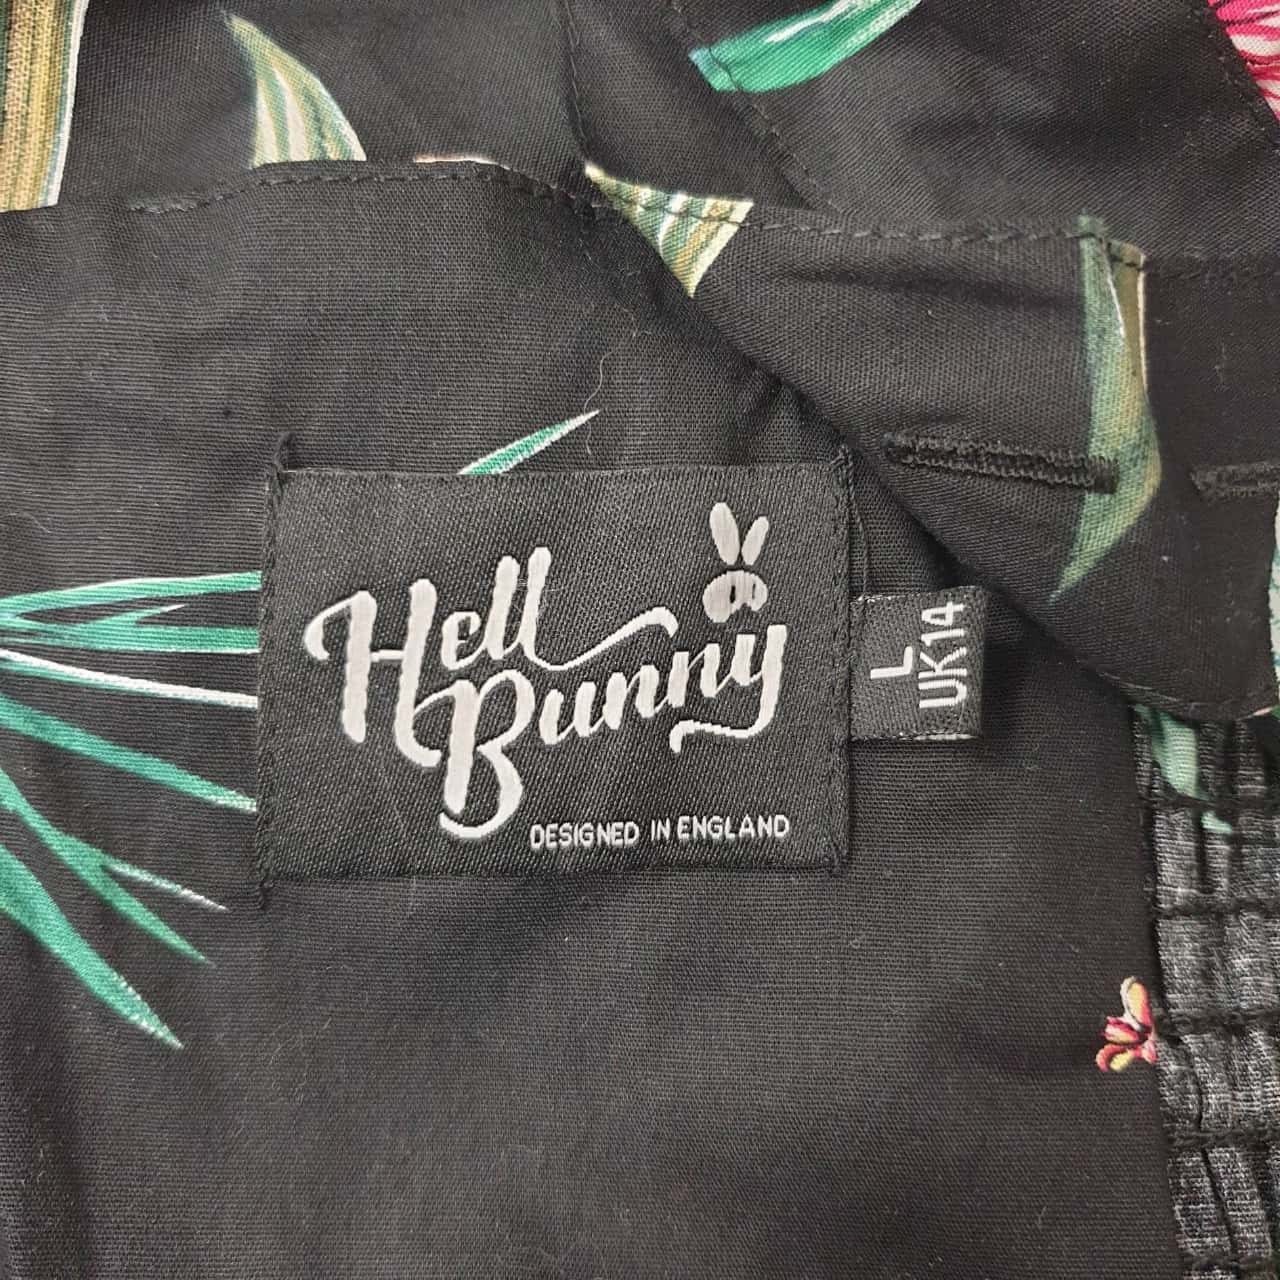 Hell
Bunny
DESIGNED IN ENGLAND
L
UK14